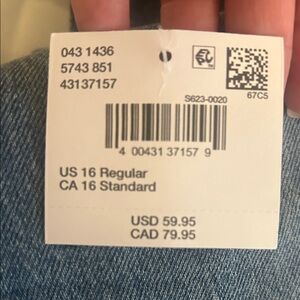 043 1436
5743 851
43137157
67C5
S623-0020
4 00431 37157 9
US 16 Regular
CA 16 Standard
USD 59.95
CAD 79.95